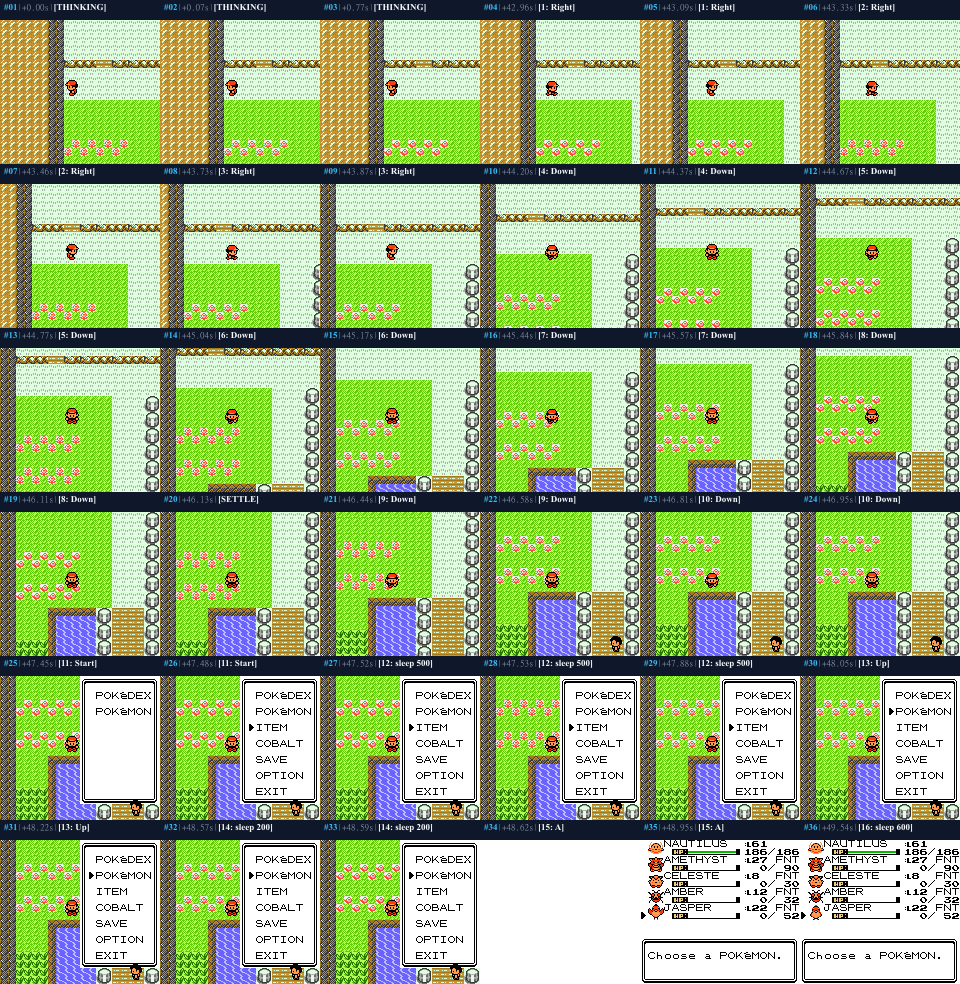 #01|+0.00s|[THINKING] #02|+0.07s|[THINKING] #03|+0.77s|[THINKING] #04|+42.96s|[1: Right] #05|+43.09s|[1: Right] #06|+43.33s|[2: Right]
#07|+43.46s|[2: Right] #08|+43.73s|[3: Right] #09|+43.87s|[3: Right] #10|+44.20s|[4: Down] #11|+44.37s|[4: Down] #12|+44.67s|[5: Down]
#13|+44.77s|[5: Down] #14|+45.04s|[6: Down] #15|+45.17s|[6: Down] #16|+45.44s|[7: Down] #17|+45.57s|[7: Down] #18|+45.84s|[8: Down]
#19|+46.11s|[8: Down] #20|+46.13s|[SETTLE] #21|+46.44s|[9: Down] #22|+46.58s|[9: Down] #23|+46.81s|[10: Down] #24|+46.95s|[10: Down]
#25|+47.45s|[11: Start] #26|+47.48s|[11: Start] #27|+47.52s|[12: sleep 500] #28|+47.53s|[12: sleep 500] #29|+47.88s|[12: sleep 500] #30|+48.05s|[13: Up]
POKéDEX POKéDEX POKéDEX POKéDEX POKéDEX POKéDEX
POKéMON POKéMON POKéMON POKéMON POKéMON POKéMON
▶ITEM ▶ITEM ▶ITEM ▶ITEM ITEM
COBALT COBALT COBALT COBALT COBALT
SAVE SAVE SAVE SAVE SAVE
OPTION OPTION OPTION OPTION OPTION
EXIT EXIT EXIT EXIT EXIT
#31|+48.22s|[13: Up] #32|+48.57s|[14: sleep 200] #33|+48.59s|[14: sleep 200] #34|+48.62s|[15: A] #35|+48.95s|[15: A] #36|+49.54s|[16: sleep 600]
POKéDEX POKéDEX POKéDEX
POKéMON POKéMON POKéMON
ITEM ITEM ITEM
COBALT COBALT COBALT
SAVE SAVE SAVE
OPTION OPTION OPTION
EXIT EXIT EXIT
NAUTILUS :L61
HP: 186/186
AMETHYST :L27 FNT
HP: 0/ 90
CELESTE :L8 FNT
HP: 0/ 30
AMBER :L12 FNT
HP: 0/ 32
JASPER :L22 FNT
HP: 0/ 52
Choose a POKéMON.
NAUTILUS :L61
HP: 186/186
AMETHYST :L27 FNT
HP: 0/ 90
CELESTE :L8 FNT
HP: 0/ 30
AMBER :L12 FNT
HP: 0/ 32
JASPER :L22 FNT
HP: 0/ 52
Choose a POKéMON.